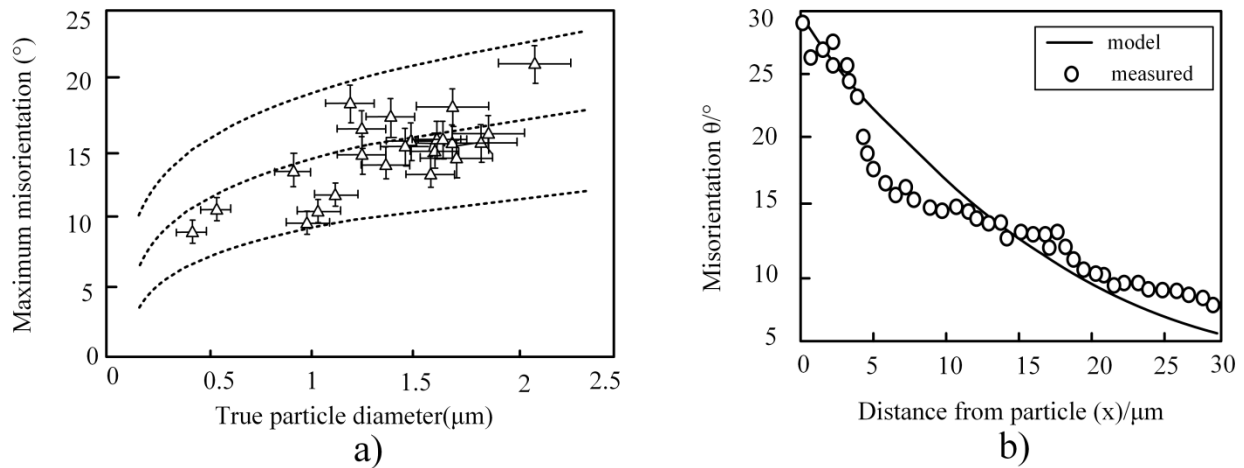 25
20
15
10
5
0
Maximum misorientation (°)
0 0.5 1 1.5 2 2.5
True particle diameter(μm)
a)
30
25
20
15
10
5
Misorientation θ/°
model
measured
0 5 10 15 20 25 30
Distance from particle (x)/μm
b)